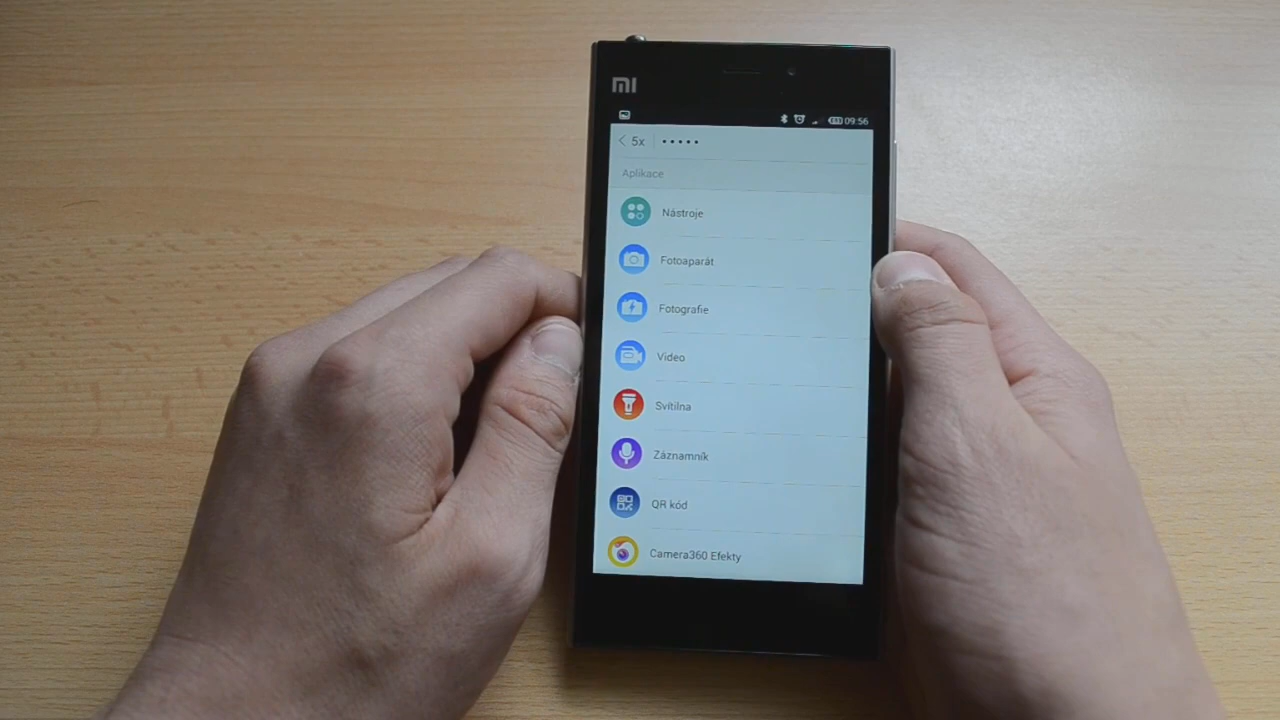 MI
09:56
5x
Aplikace
Nástroje
Fotoaparát
Fotografie
Video
Svítilna
Záznamník
QR kód
Camera360 Efekty